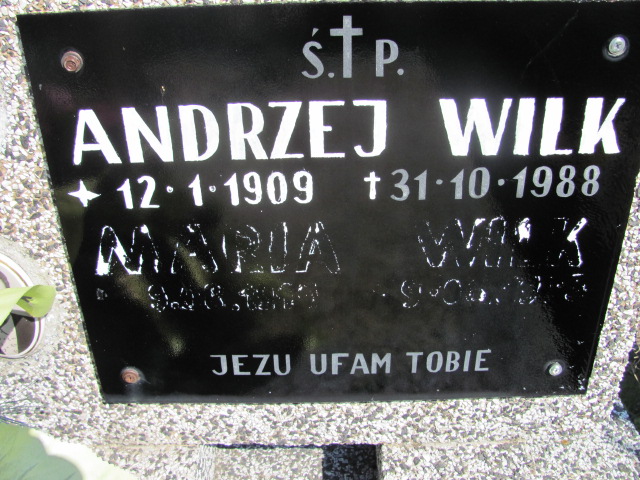 Ś. P.
ANDRZEJ WILK
12·1·1909 31·10·1988
MARIA WILK
JEZU UFAM TOBIE